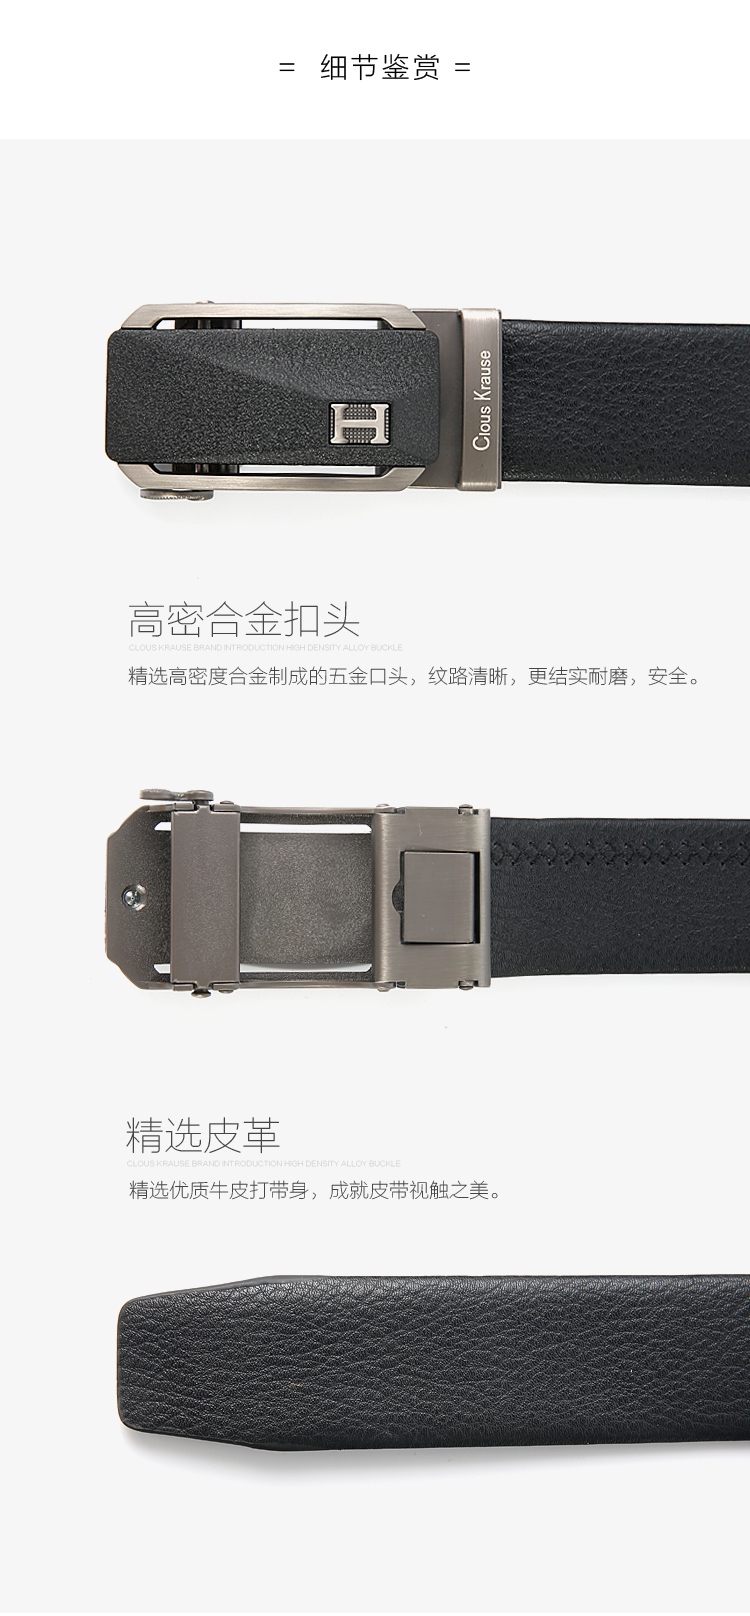 = 细节鉴赏 =
H
Clous Krause
高密合金扣头
CLOUS KRAUSE BRAND INTRODUCTION HIGH DENSITY ALLOY BUCKLE
精选高密度合金制成的五金口头，纹路清晰，更结实耐磨，安全。
精选皮革
CLOUS KRAUSE BRAND INTRODUCTION HIGH DENSITY ALLOY BUCKLE
精选优质牛皮打带身，成就皮带视触之美。